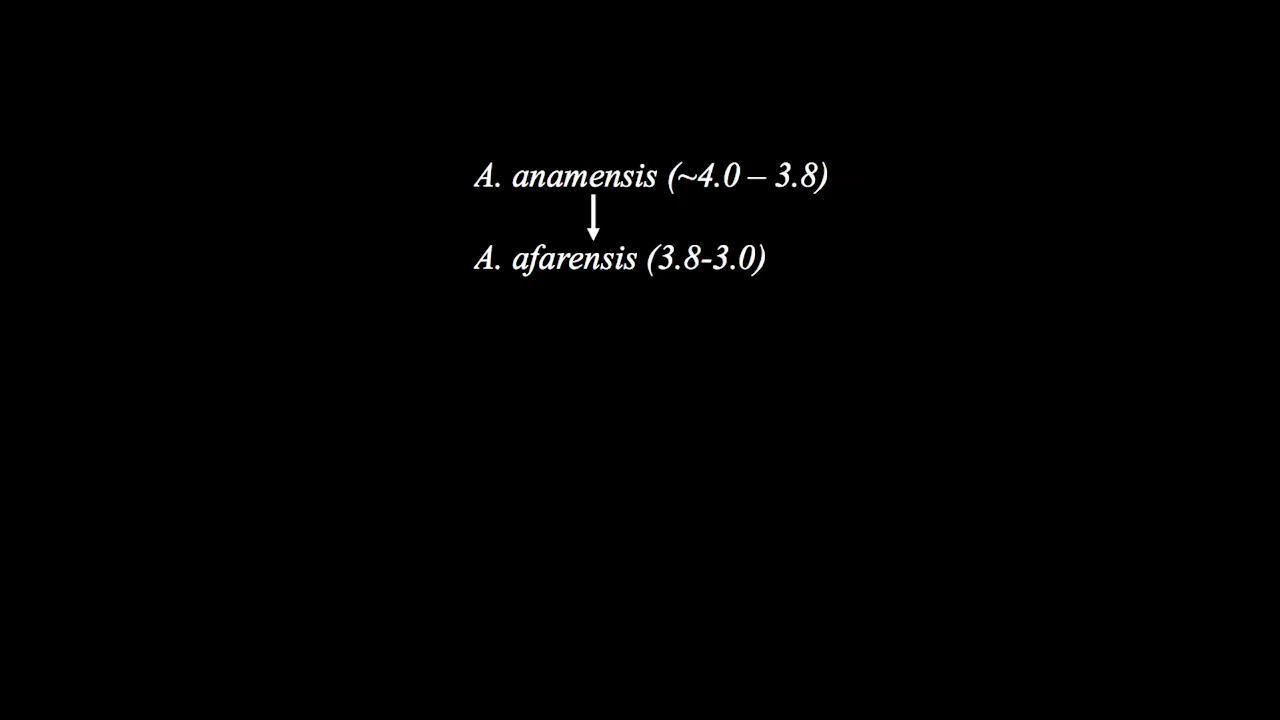 A. anamensis (~4.0 – 3.8)
A. afarensis (3.8-3.0)